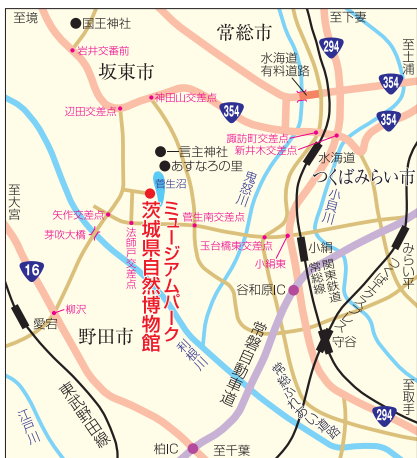 至境
国王神社
岩井交番前
坂東市
常総市
至下妻
294
水海道
有料道路
至土浦
354
辺田交差点
神田山交差点
354
354
諏訪町交差点
新井木交差点
水海道
一言主神社
あすなろの里
菅生沼
鬼怒川
小貝川
つくばみらい市
至大宮
矢作交差点
芽吹大橋
法師戸交差点
ミュージアムパーク
茨城県自然博物館
菅生南交差点
玉台橋東交差点
小絹東
小絹
関東鉄道
常総線
つくばエクスプレス
みらい平
16
柳沢
愛宕
野田市
谷和原IC
守谷
利根川
常磐自動車道
常総ふれあい道路
至取手
294
東武野田線
江戸川
柏IC
至千葉